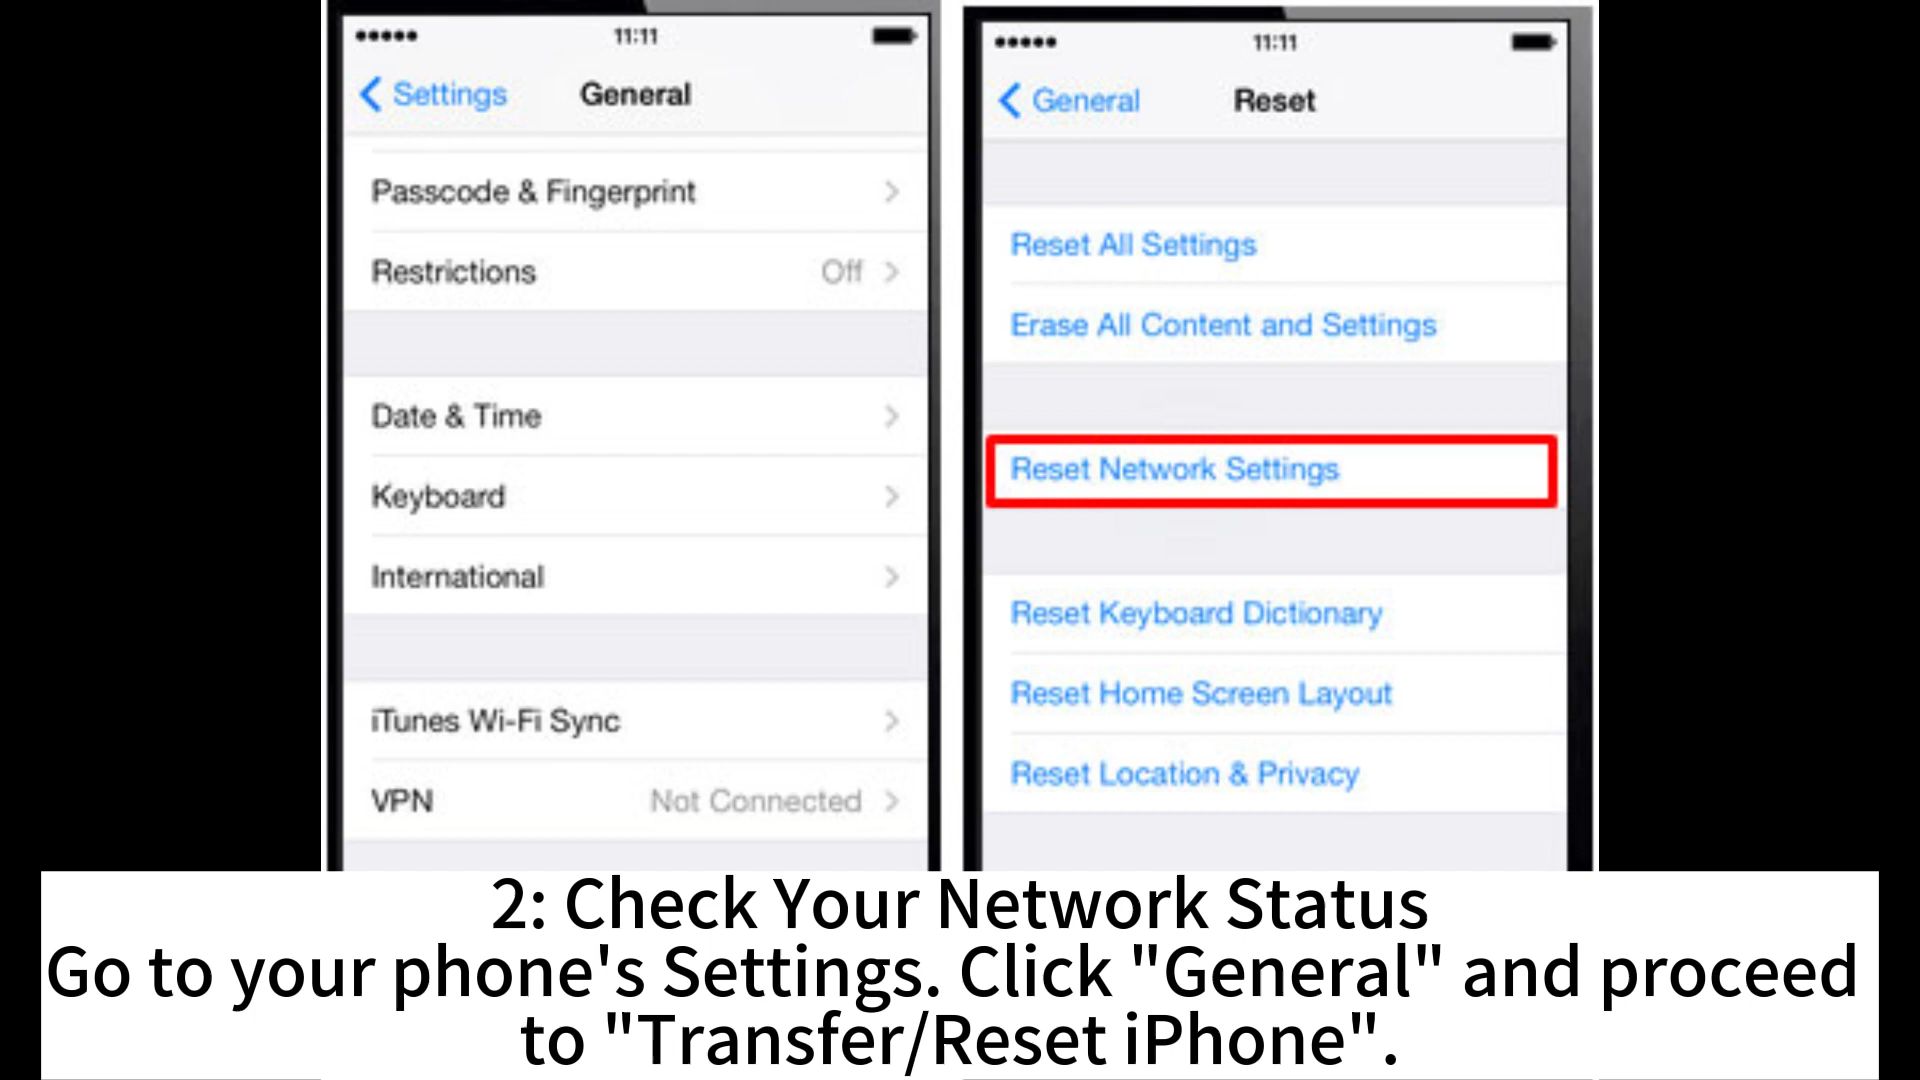 11:11
Settings
General
Passcode & Fingerprint
Restrictions Off
Date & Time
Keyboard
International
iTunes Wi-Fi Sync
VPN Not Connected
11:11
General
Reset
Reset All Settings
Erase All Content and Settings
Reset Network Settings
Reset Keyboard Dictionary
Reset Home Screen Layout
Reset Location & Privacy
2: Check Your Network Status
Go to your phone's Settings. Click "General" and proceed
to "Transfer/Reset iPhone".